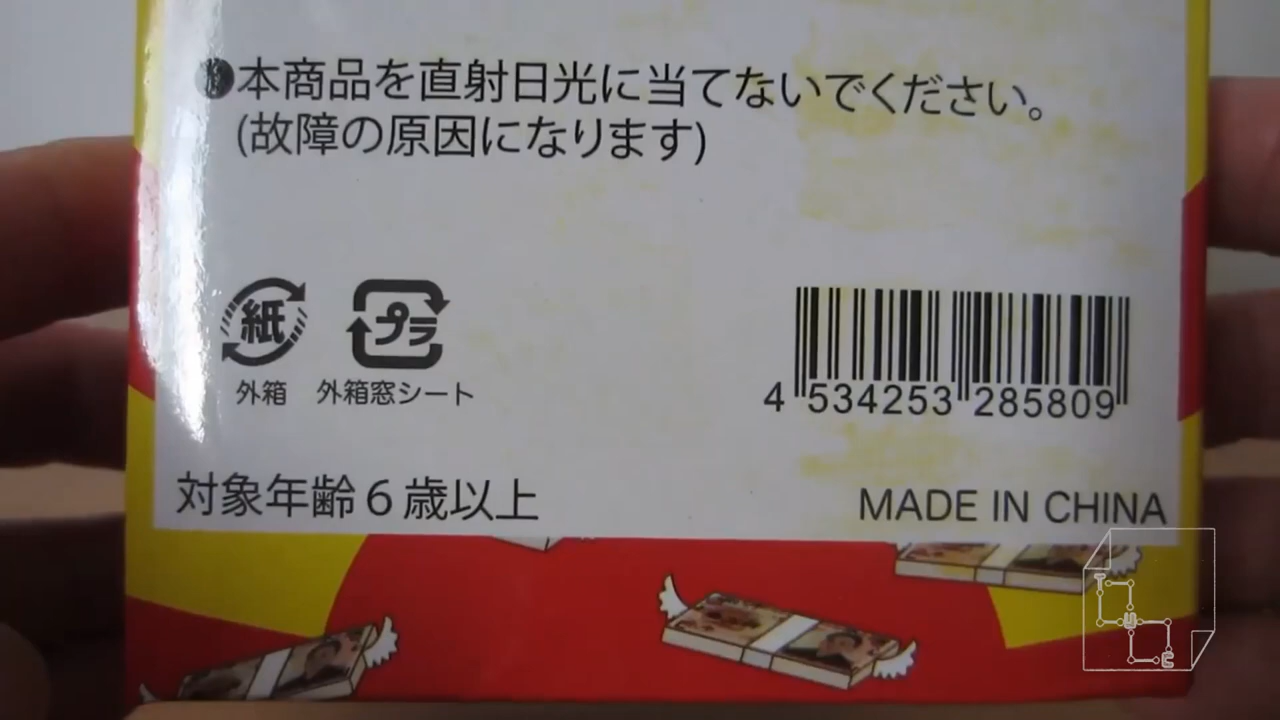 ●本商品を直射日光に当てないでください。
(故障の原因になります)
紙
プラ
外箱
外箱窓シート
4 534253 285809
対象年齢6歳以上
MADE IN CHINA
T
U
C